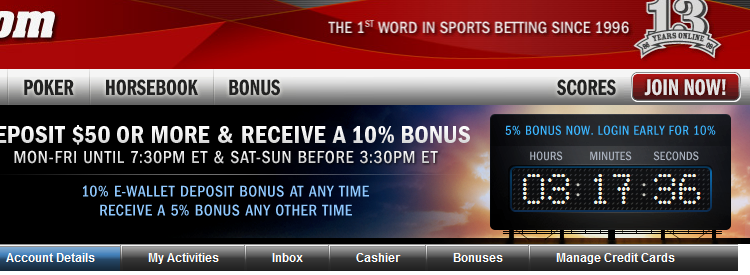 om
THE 1ST WORD IN SPORTS BETTING SINCE 1996
13
YEARS ONLINE
POKER HORSEBOOK BONUS SCORES JOIN NOW!
EPOSIT $50 OR MORE & RECEIVE A 10% BONUS
MON-FRI UNTIL 7:30PM ET & SAT-SUN BEFORE 3:30PM ET
10% E-WALLET DEPOSIT BONUS AT ANY TIME
RECEIVE A 5% BONUS ANY OTHER TIME
5% BONUS NOW. LOGIN EARLY FOR 10%
HOURS MINUTES SECONDS
03:17:36
Account Details My Activities Inbox Cashier Bonuses Manage Credit Cards